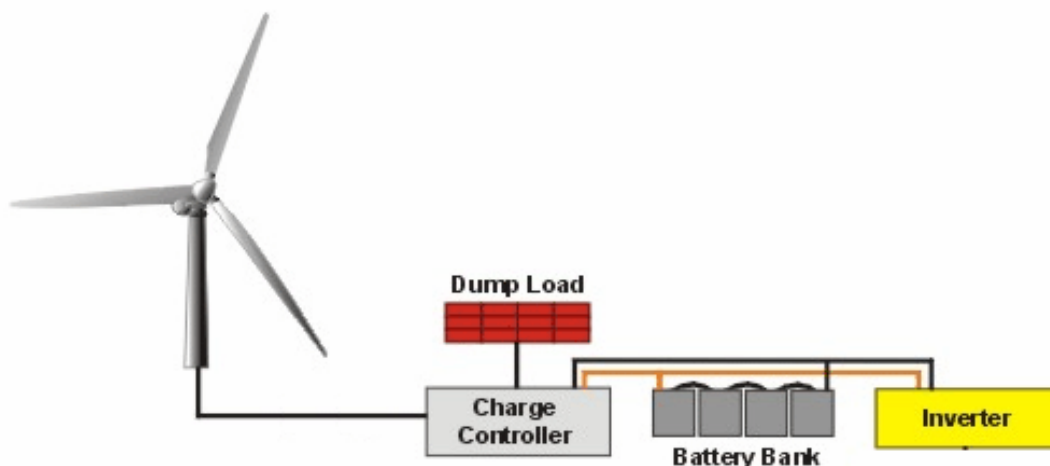 Dump Load
Charge
Controller
Battery Bank
Inverter